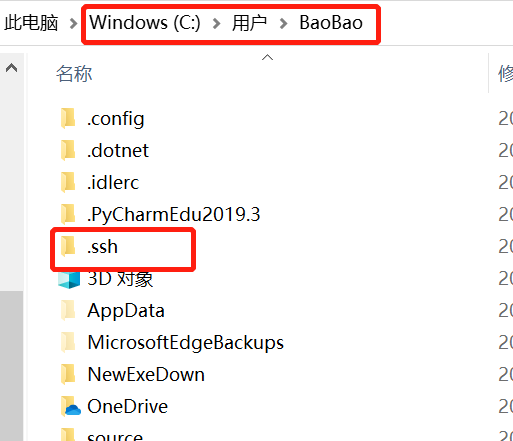 此电脑 > Windows (C:) > 用户 > BaoBao
名称
修
.config
20
.dotnet
20
.idlerc
20
.PyCharmEdu2019.3
20
.ssh
20
3D 对象
20
AppData
20
MicrosoftEdgeBackups
20
NewExeDown
20
OneDrive
20
source
20